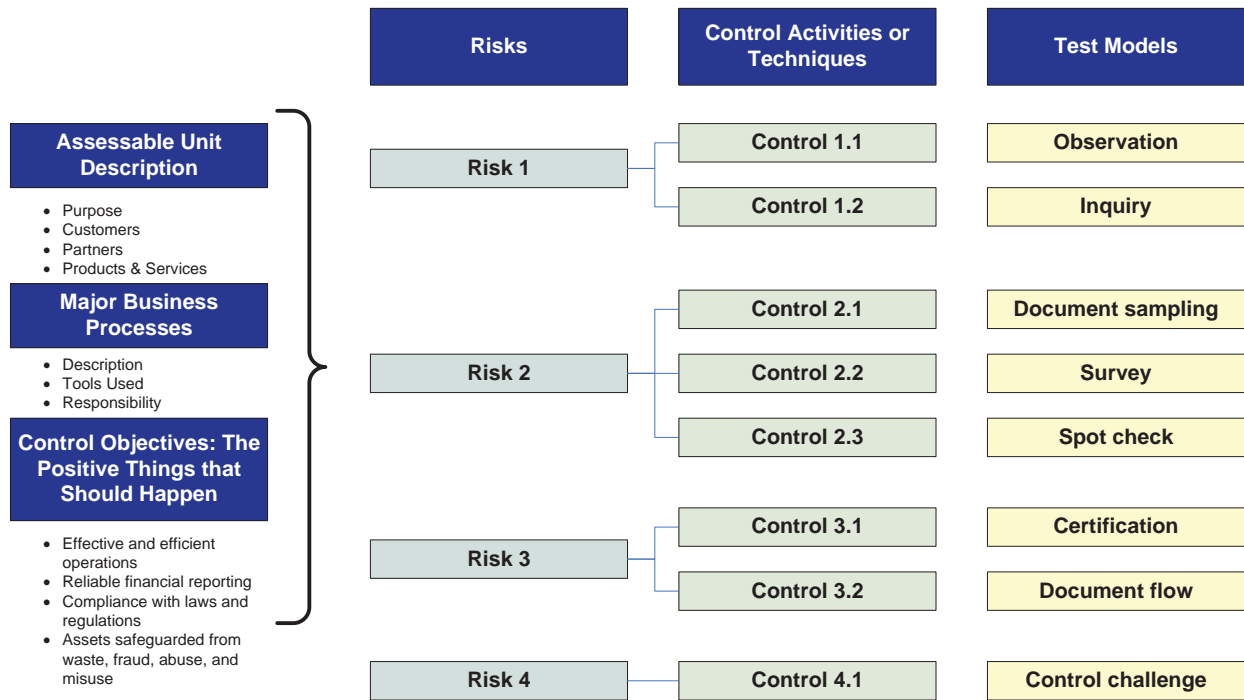 Risks
Control Activities or
Techniques
Test Models
Assessable Unit
Description
• Purpose
• Customers
• Partners
• Products & Services
Major Business
Processes
• Description
• Tools Used
• Responsibility
Control Objectives: The
Positive Things that
Should Happen
• Effective and efficient
operations
• Reliable financial reporting
• Compliance with laws and
regulations
• Assets safeguarded from
waste, fraud, abuse, and
misuse
Risk 1
Control 1.1
Observation
Control 1.2
Inquiry
Risk 2
Control 2.1
Document sampling
Control 2.2
Survey
Control 2.3
Spot check
Risk 3
Control 3.1
Certification
Control 3.2
Document flow
Risk 4
Control 4.1
Control challenge